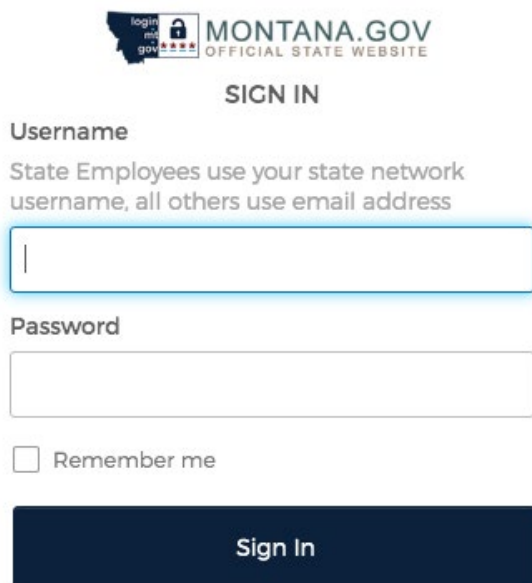 login
mt
gov
****
MONTANA.GOV
OFFICIAL STATE WEBSITE
SIGN IN
Username
State Employees use your state network
username, all others use email address
Password
Remember me
Sign In